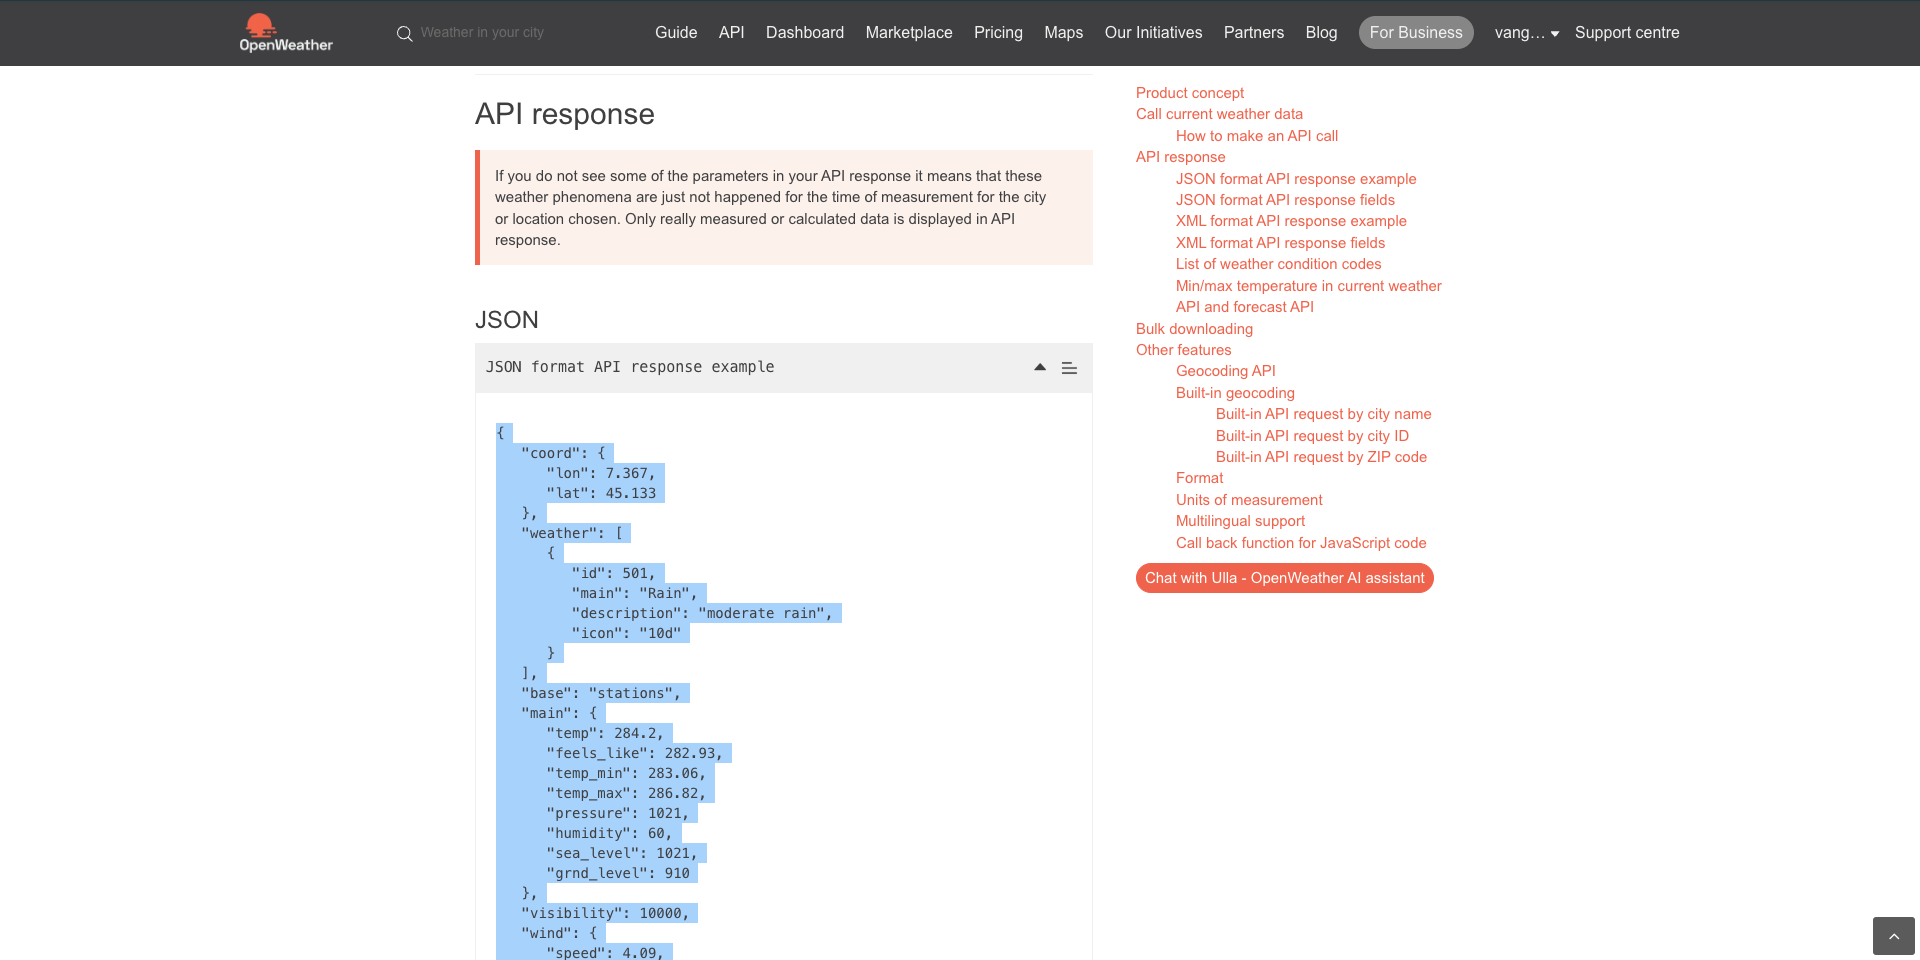 OpenWeather
Weather in your city
Guide API Dashboard Marketplace Pricing Maps Our Initiatives Partners Blog For Business vang... Support centre
API response
If you do not see some of the parameters in your API response it means that these
weather phenomena are just not happened for the time of measurement for the city
or location chosen. Only really measured or calculated data is displayed in API
response.
JSON
JSON format API response example
{
"coord": {
"lon": 7.367,
"lat": 45.133
},
"weather": [
{
"id": 501,
"main": "Rain",
"description": "moderate rain",
"icon": "10d"
}
],
"base": "stations",
"main": {
"temp": 284.2,
"feels_like": 282.93,
"temp_min": 283.06,
"temp_max": 286.82,
"pressure": 1021,
"humidity": 60,
"sea_level": 1021,
"grnd_level": 910
},
"visibility": 10000,
"wind": {
"speed": 4.09,
Product concept
Call current weather data
How to make an API call
API response
JSON format API response example
JSON format API response fields
XML format API response example
XML format API response fields
List of weather condition codes
Min/max temperature in current weather
API and forecast API
Bulk downloading
Other features
Geocoding API
Built-in geocoding
Built-in API request by city name
Built-in API request by city ID
Built-in API request by ZIP code
Format
Units of measurement
Multilingual support
Call back function for JavaScript code
Chat with Ulla - OpenWeather AI assistant